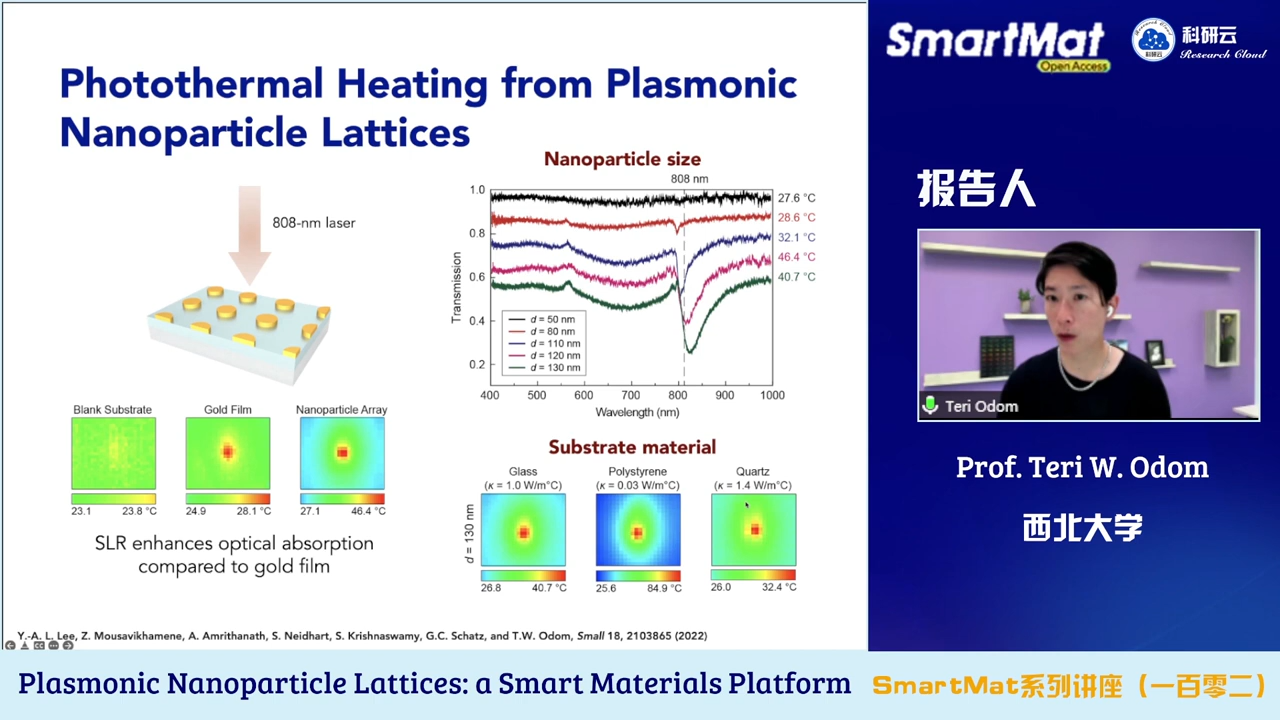 Photothermal Heating from Plasmonic
Nanoparticle Lattices
808-nm laser
Blank Substrate
Gold Film
Nanoparticle Array
23.1
23.8 °C
24.9
28.1 °C
27.1
46.4 °C
SLR enhances optical absorption
compared to gold film
Nanoparticle size
808 nm
1.0
0.8
0.6
0.4
0.2
Transmission
27.6 °C
28.6 °C
32.1 °C
46.4 °C
40.7 °C
d = 50 nm
d = 80 nm
d = 110 nm
d = 120 nm
d = 130 nm
400
500
600
700
800
900
1000
Wavelength (nm)
Substrate material
Glass
(κ = 1.0 W/m°C)
Polystyrene
(κ = 0.03 W/m°C)
Quartz
(κ = 1.4 W/m°C)
d = 130 nm
26.8
40.7 °C
25.6
84.9 °C
26.0
32.4 °C
Y.-A. L. Lee, Z. Mousavikhamene, A. Amrithanath, S. Neidhart, S. Krishnaswamy, G.C. Schatz, and T.W. Odom, Small 18, 2103865 (2022)
SmartMat
Open Access
科研云
Research Cloud
报告人
Teri Odom
Prof. Teri W. Odom
西北大学
Plasmonic Nanoparticle Lattices: a Smart Materials Platform
SmartMat系列讲座（一百零二）